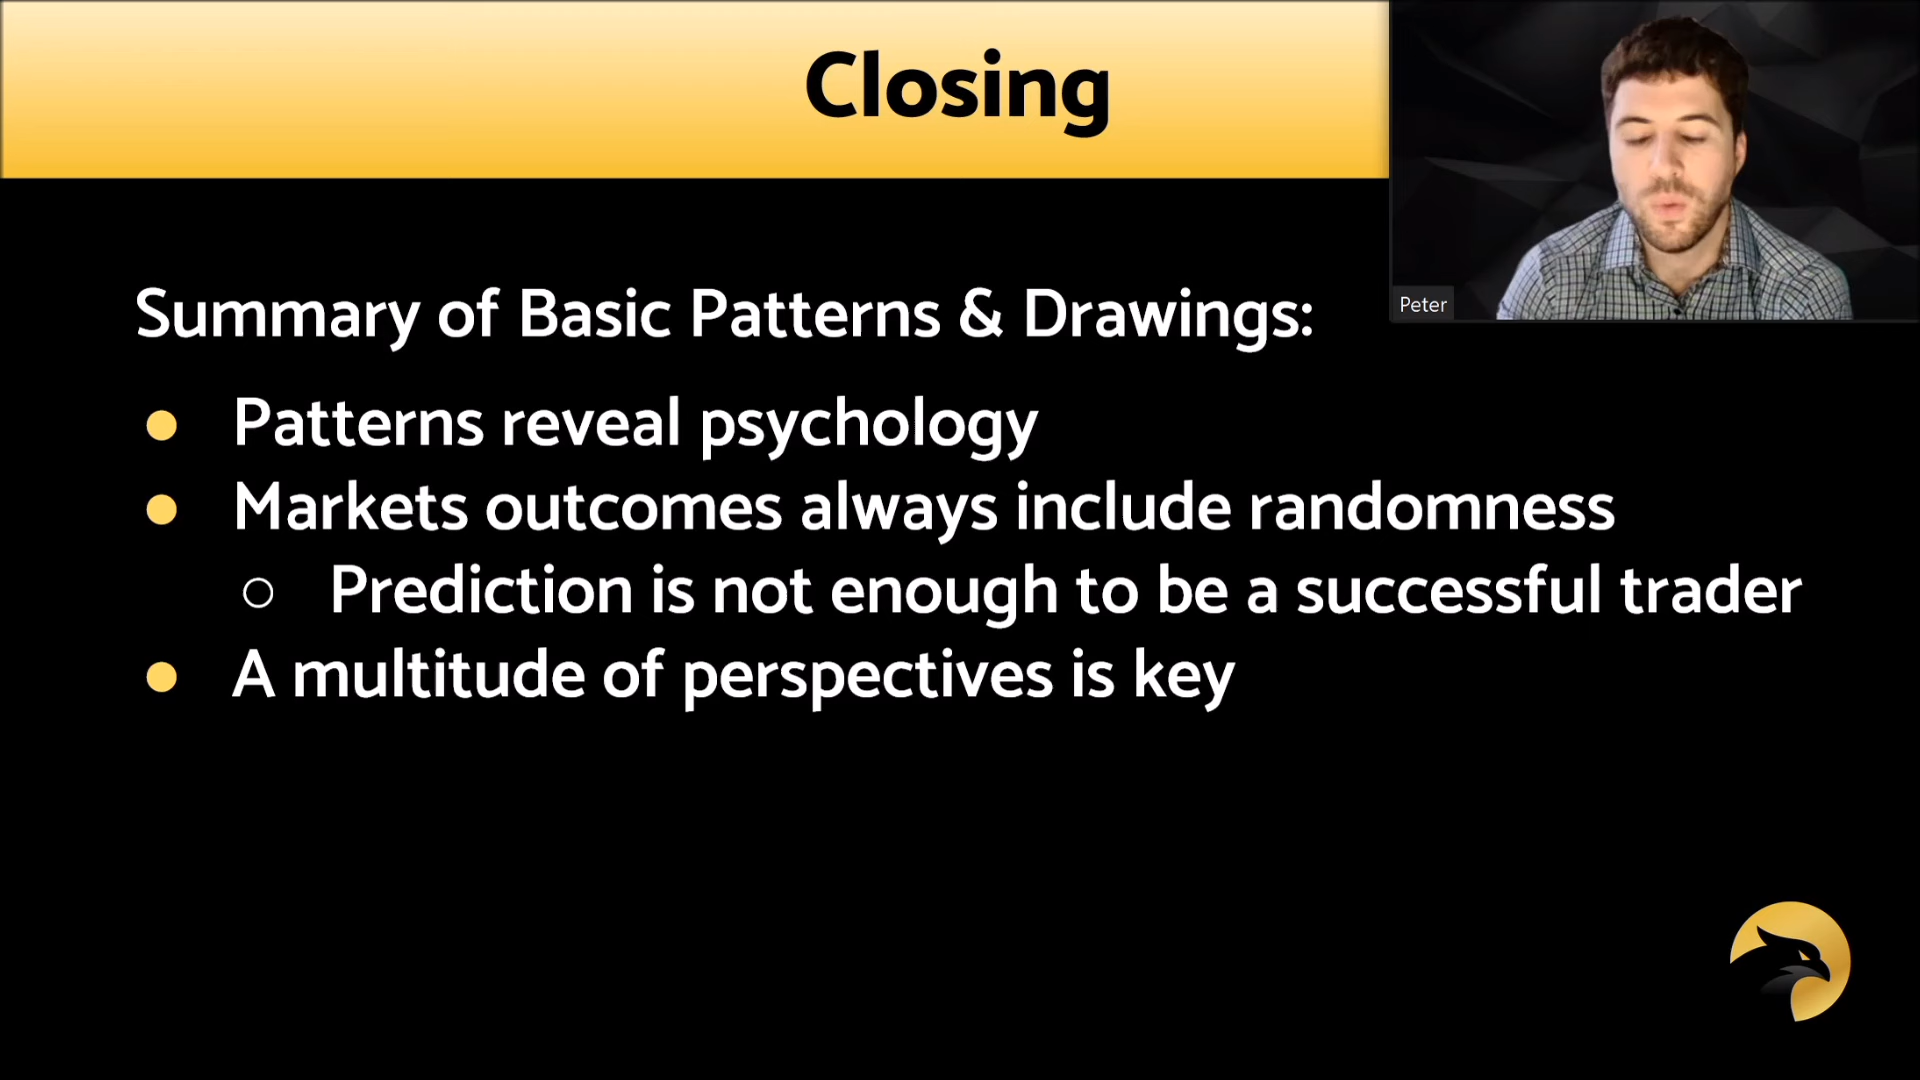 Closing
Peter
Summary of Basic Patterns & Drawings:
Patterns reveal psychology
Markets outcomes always include randomness
Prediction is not enough to be a successful trader
A multitude of perspectives is key